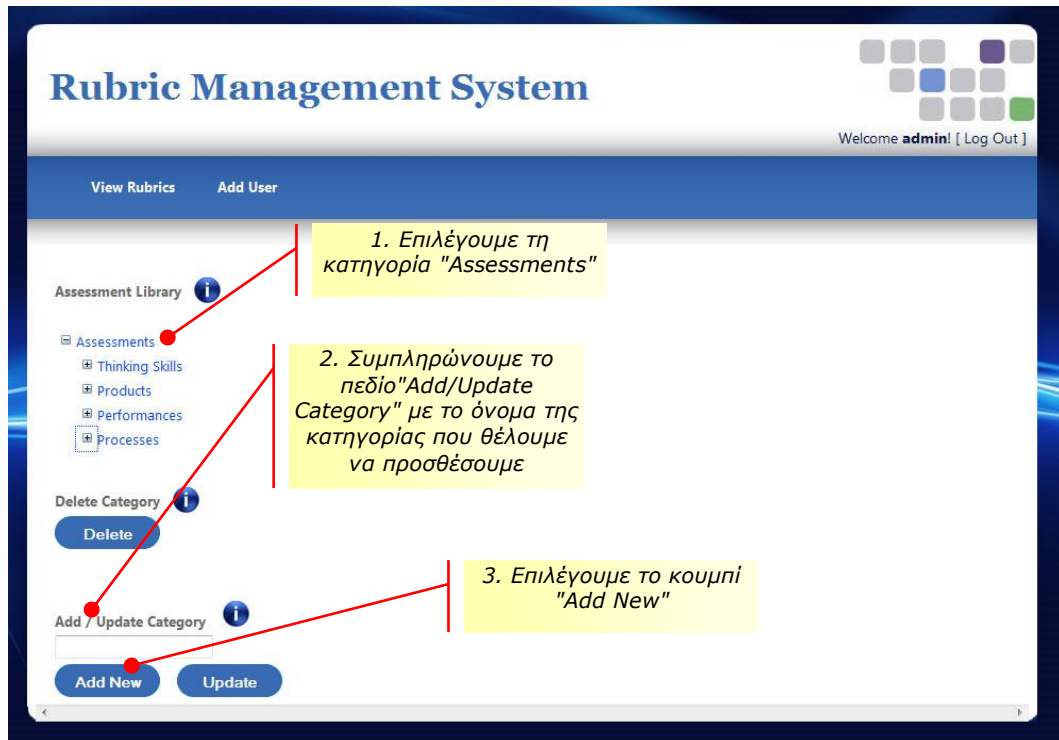 Rubric Management System
Welcome admin! [ Log Out ]
View Rubrics Add User
1. Επιλέγουμε τη
κατηγορία "Assessments"
Assessment Library
Assessments
Thinking Skills
Products
Performances
Processes
2. Συμπληρώνουμε το
πεδίο"Add/Update
Category" με το όνομα της
κατηγορίας που θέλουμε
να προσθέσουμε
Delete Category
Delete
3. Επιλέγουμε το κουμπί
"Add New"
Add / Update Category
Add New Update